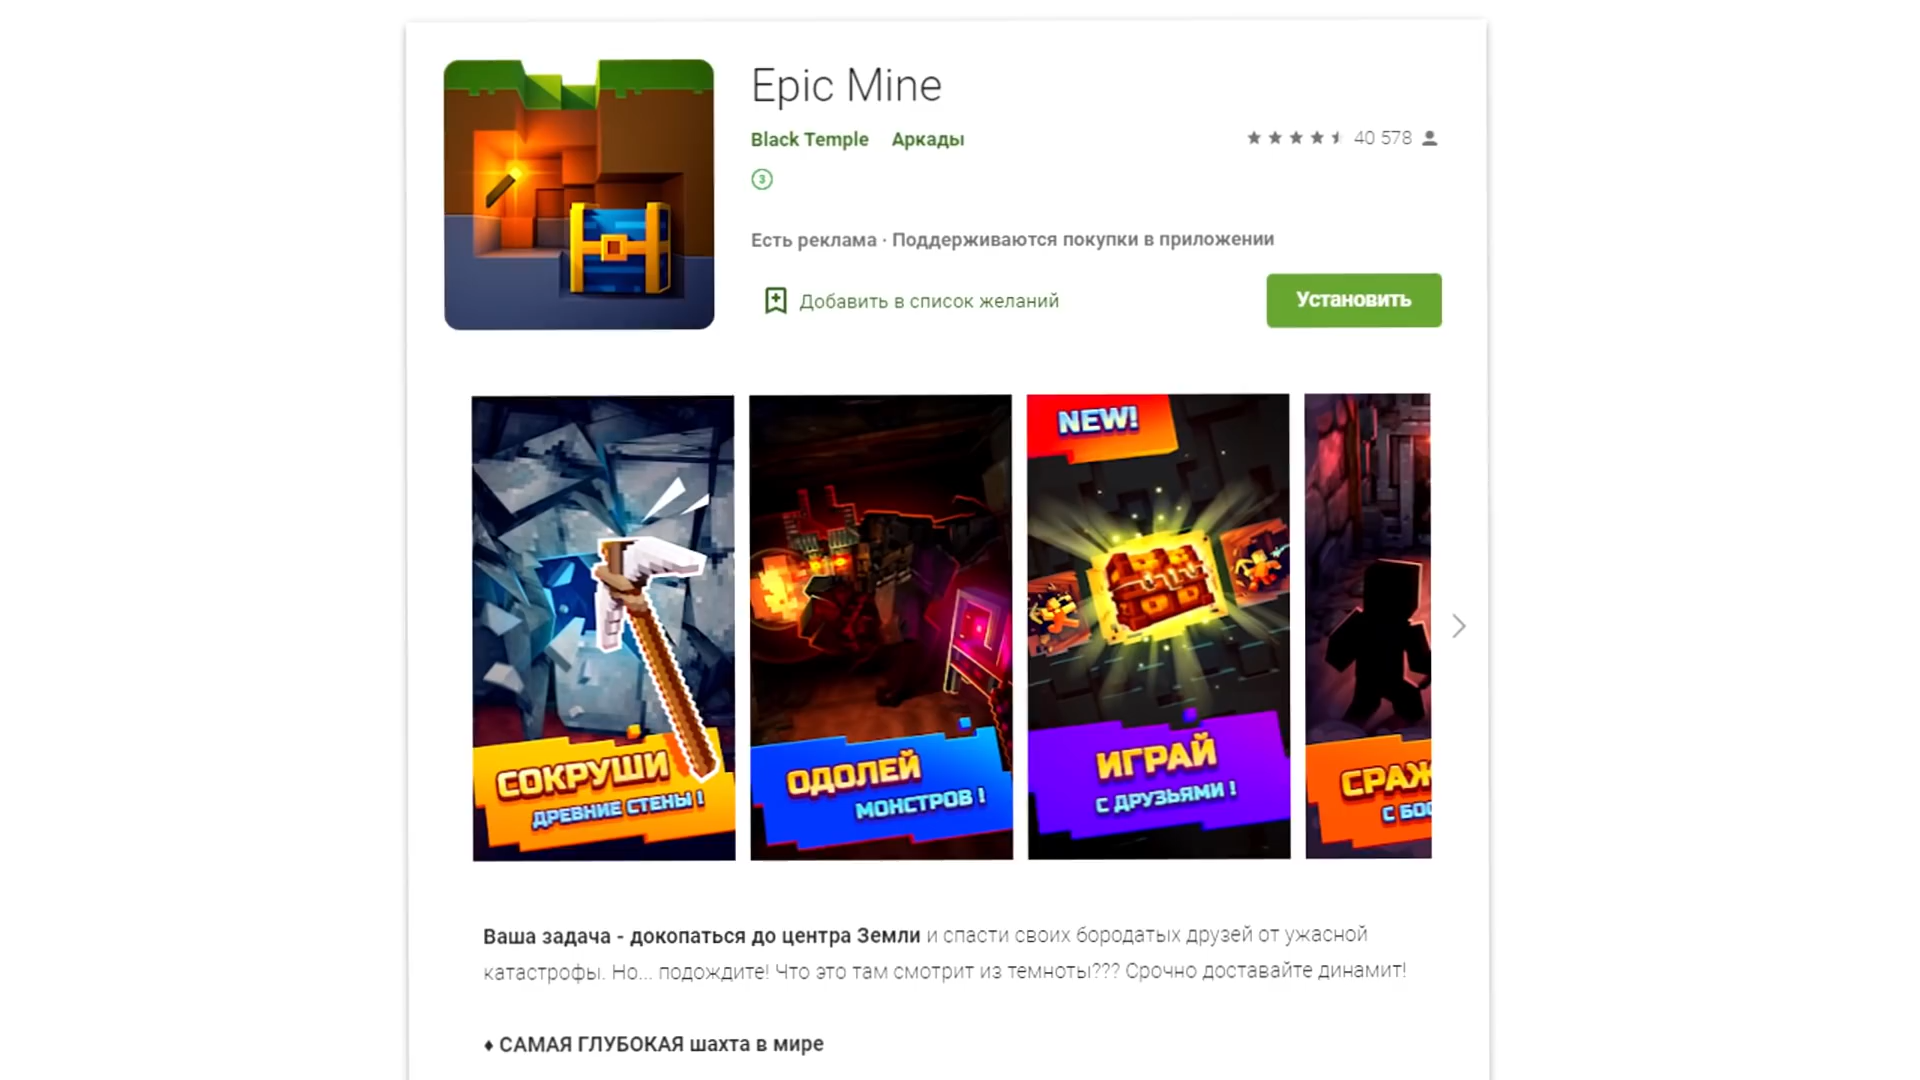 Epic Mine
Black Temple Аркады
40 578
3
Есть реклама · Поддерживаются покупки в приложении
Добавить в список желаний
Установить
NEW!
СОКРУШИ
ДРЕВНИЕ СТЕНЫ !
ОДОЛЕЙ
МОНСТРОВ !
ИГРАЙ
С ДРУЗЬЯМИ !
СРАЖ
С БОС
Ваша задача - докопаться до центра Земли и спасти своих бородатых друзей от ужасной
катастрофы. Но... подождите! Что это там смотрит из темноты??? Срочно доставайте динамит!
♦ САМАЯ ГЛУБОКАЯ шахта в мире